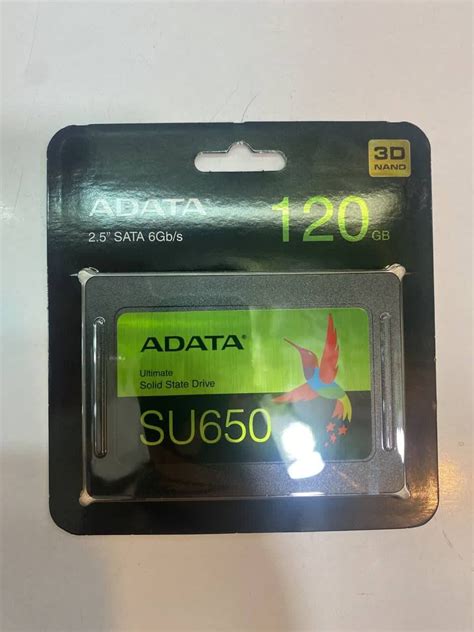 3D
NAND
ADATA
120 GB
2.5" SATA 6Gb/s
ADATA®
Ultimate
Solid State Drive
SU650